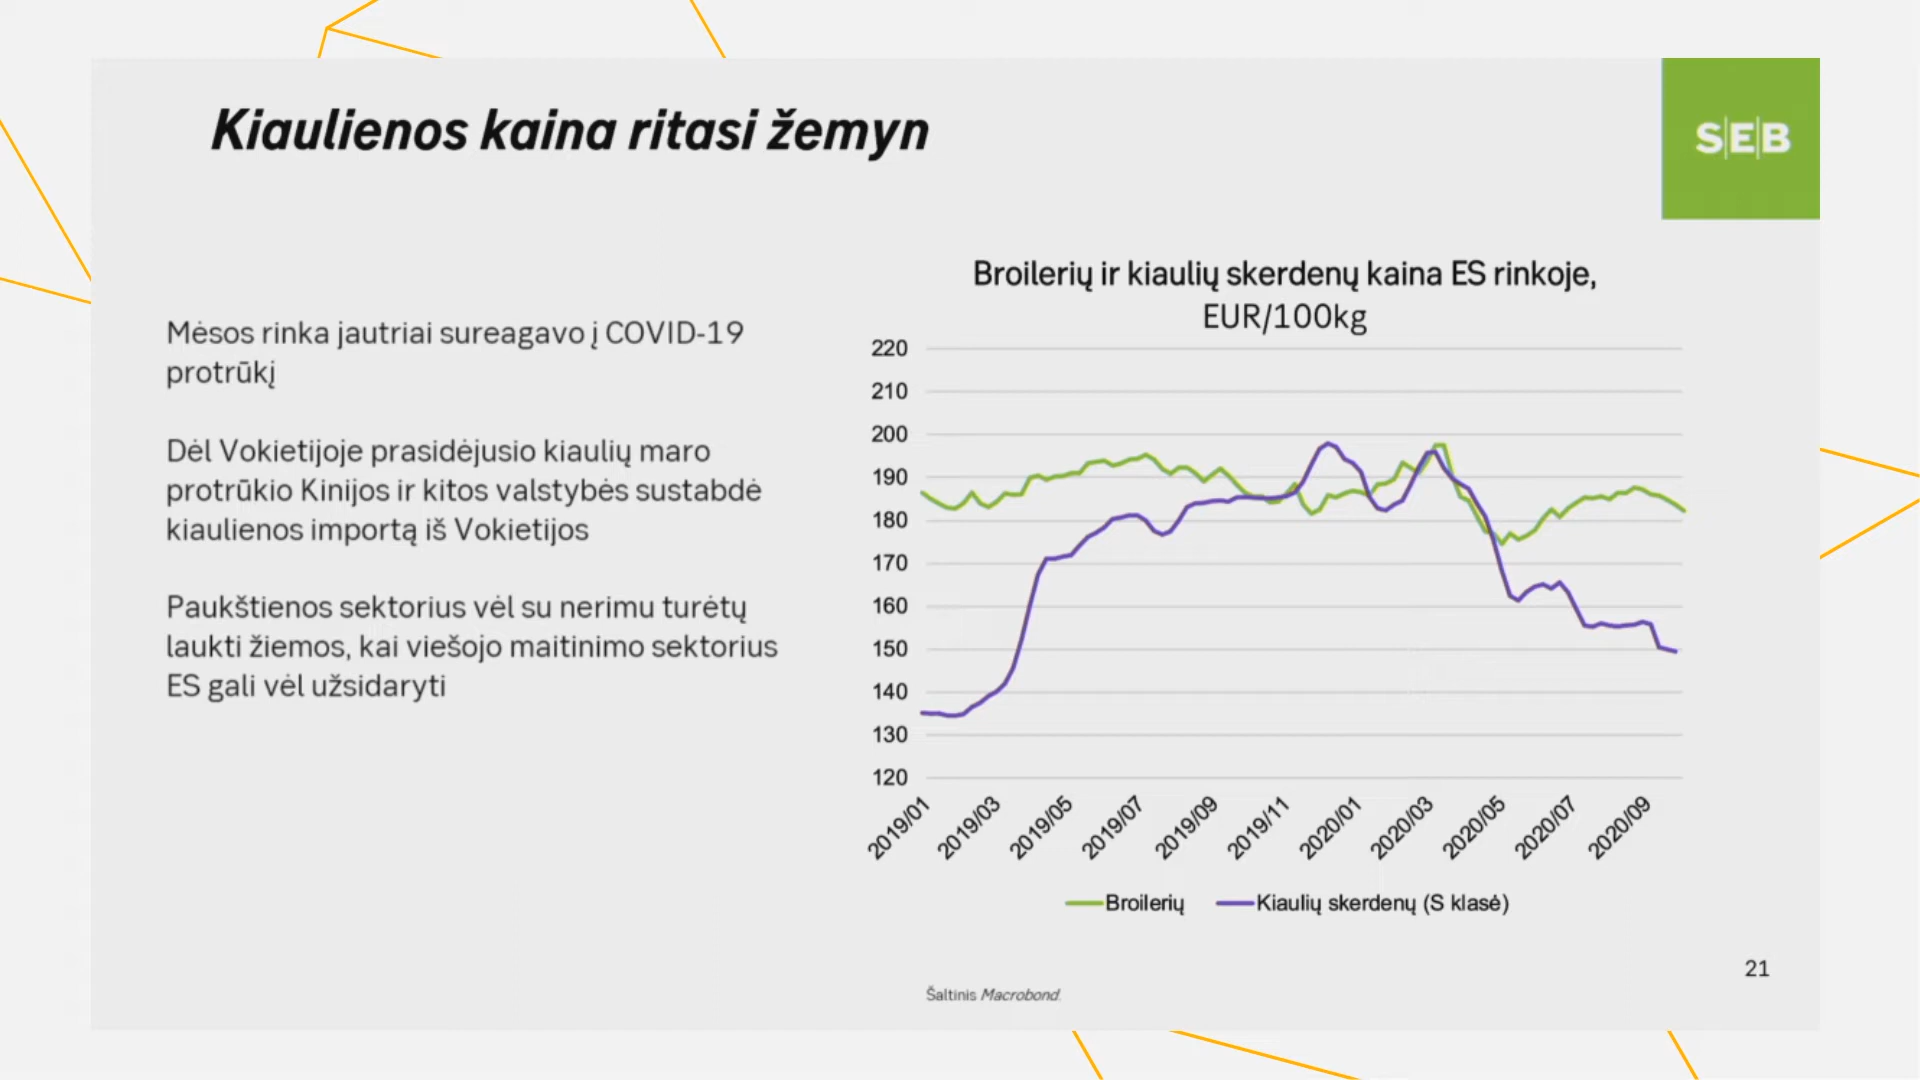 Kiaulienos kaina ritasi žemyn
S|E|B
Mėsos rinka jautriai sureagavo į COVID-19
protrūkį
Dėl Vokietijoje prasidėjusio kiaulių maro
protrūkio Kinijos ir kitos valstybės sustabdė
kiaulienos importą iš Vokietijos
Paukštienos sektorius vėl su nerimu turėtų
laukti žiemos, kai viešojo maitinimo sektorius
ES gali vėl užsidaryti
Broilerių ir kiaulių skerdenų kaina ES rinkoje,
EUR/100kg
220
210
200
190
180
170
160
150
140
130
120
2019/01
2019/03
2019/05
2019/07
2019/09
2019/11
2020/01
2020/03
2020/05
2020/07
2020/09
Broilerių
Kiaulių skerdenų (S klasė)
21
Šaltinis Macrobond.